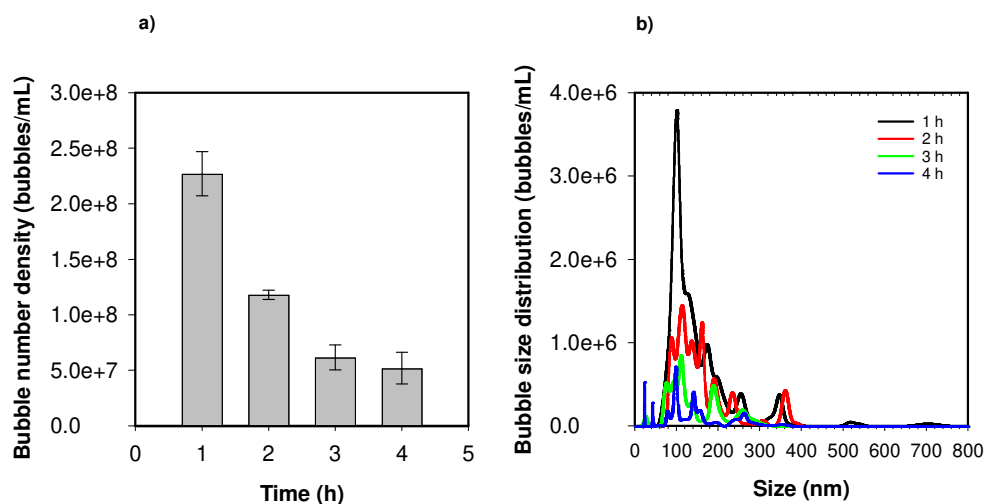 a)
Bubble number density (bubbles/mL)
3.0e+8
2.5e+8
2.0e+8
1.5e+8
1.0e+8
5.0e+7
0.0
0 1 2 3 4 5
Time (h)
b)
Bubble size distribution (bubbles/mL)
4.0e+6
3.0e+6
2.0e+6
1.0e+6
0.0
0 100 200 300 400 500 600 700 800
Size (nm)
1 h
2 h
3 h
4 h